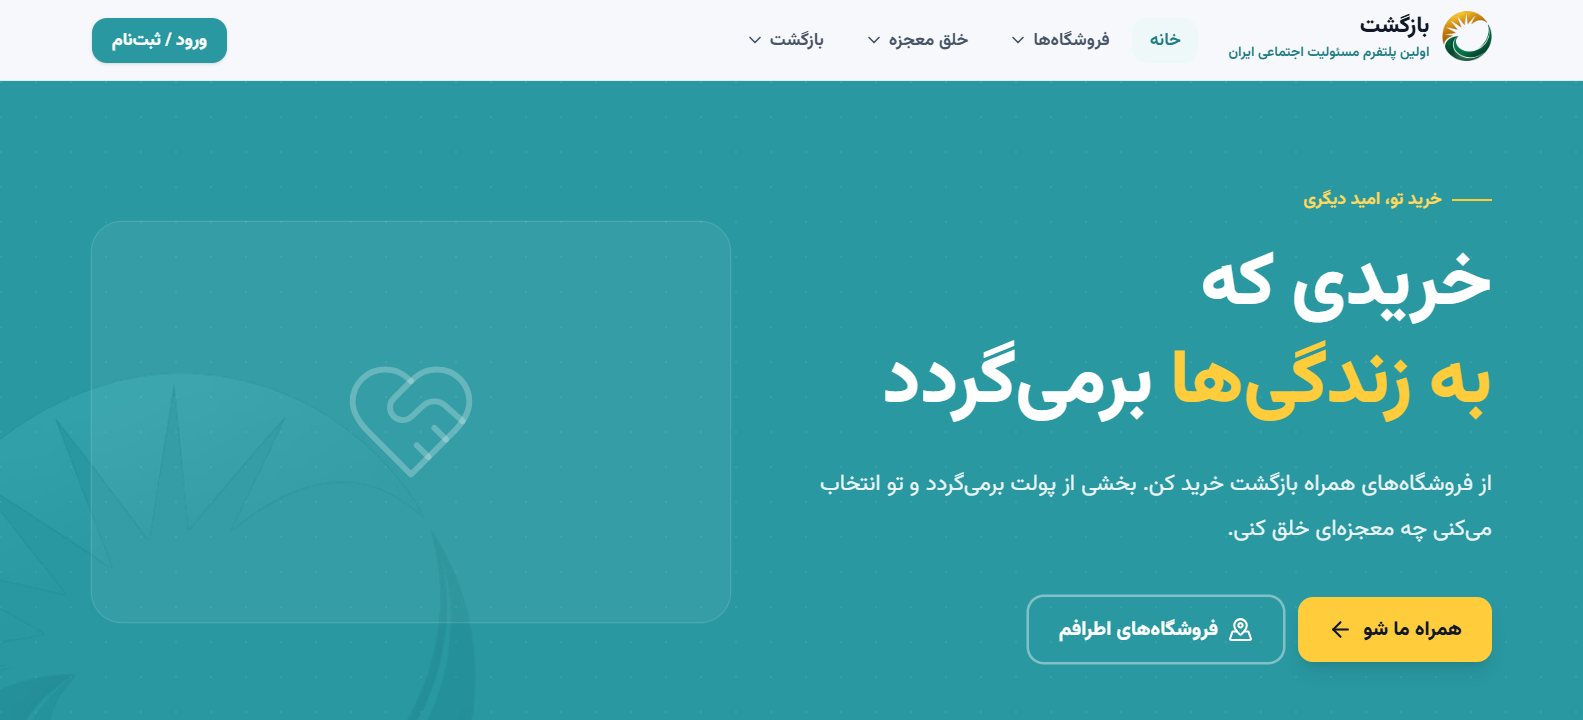 بازگشت
اولین پلتفرم مسئولیت اجتماعی ایران
خانه
فروشگاه‌ها
خلق معجزه
بازگشت
ورود / ثبت‌نام
خرید تو، امید دیگری
خریدی که
به زندگی‌ها برمی‌گردد
از فروشگاه‌های همراه بازگشت خرید کن. بخشی از پولت برمی‌گردد و تو انتخاب
می‌کنی چه معجزه‌ای خلق کنی.
همراه ما شو
فروشگاه‌های اطرافم